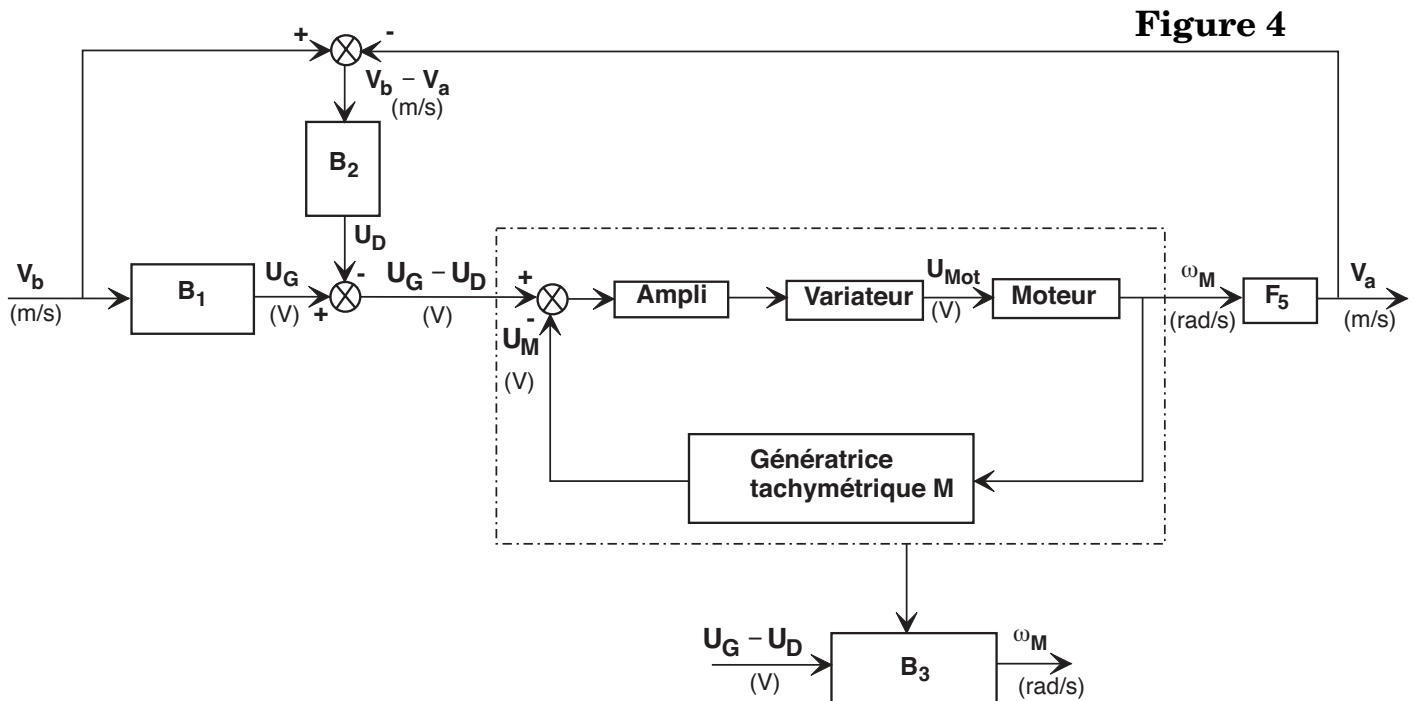 Figure 4
+
-
V_b − V_a
(m/s)
B_2
U_D
V_b
(m/s)
B_1
U_G
(V)
-
+
U_G − U_D
(V)
+
-
U_M
(V)
Ampli
Variateur
U_Mot
(V)
Moteur
ω_M
(rad/s)
F_5
V_a
(m/s)
Génératrice
tachymétrique M
U_G − U_D
(V)
B_3
ω_M
(rad/s)